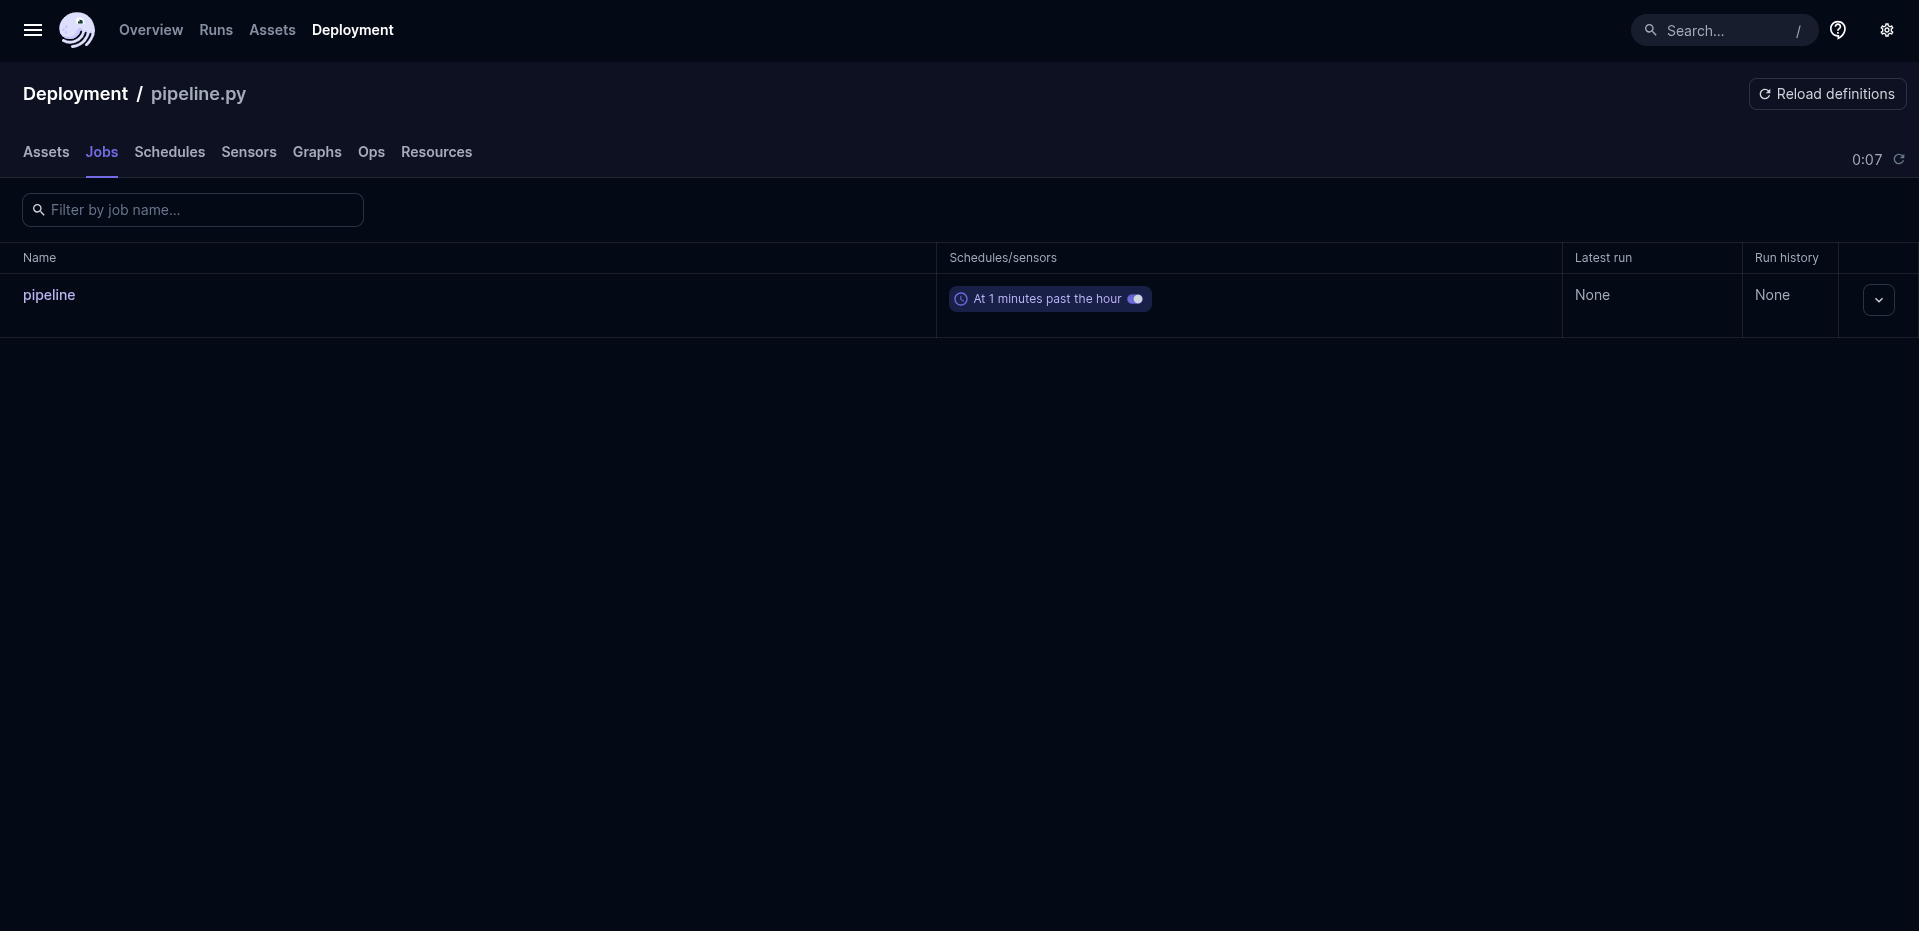 Overview Runs Assets Deployment Search... /
Deployment / pipeline.py Reload definitions
Assets Jobs Schedules Sensors Graphs Ops Resources 0:07
Filter by job name...
Name Schedules/sensors Latest run Run history
pipeline At 1 minutes past the hour None None